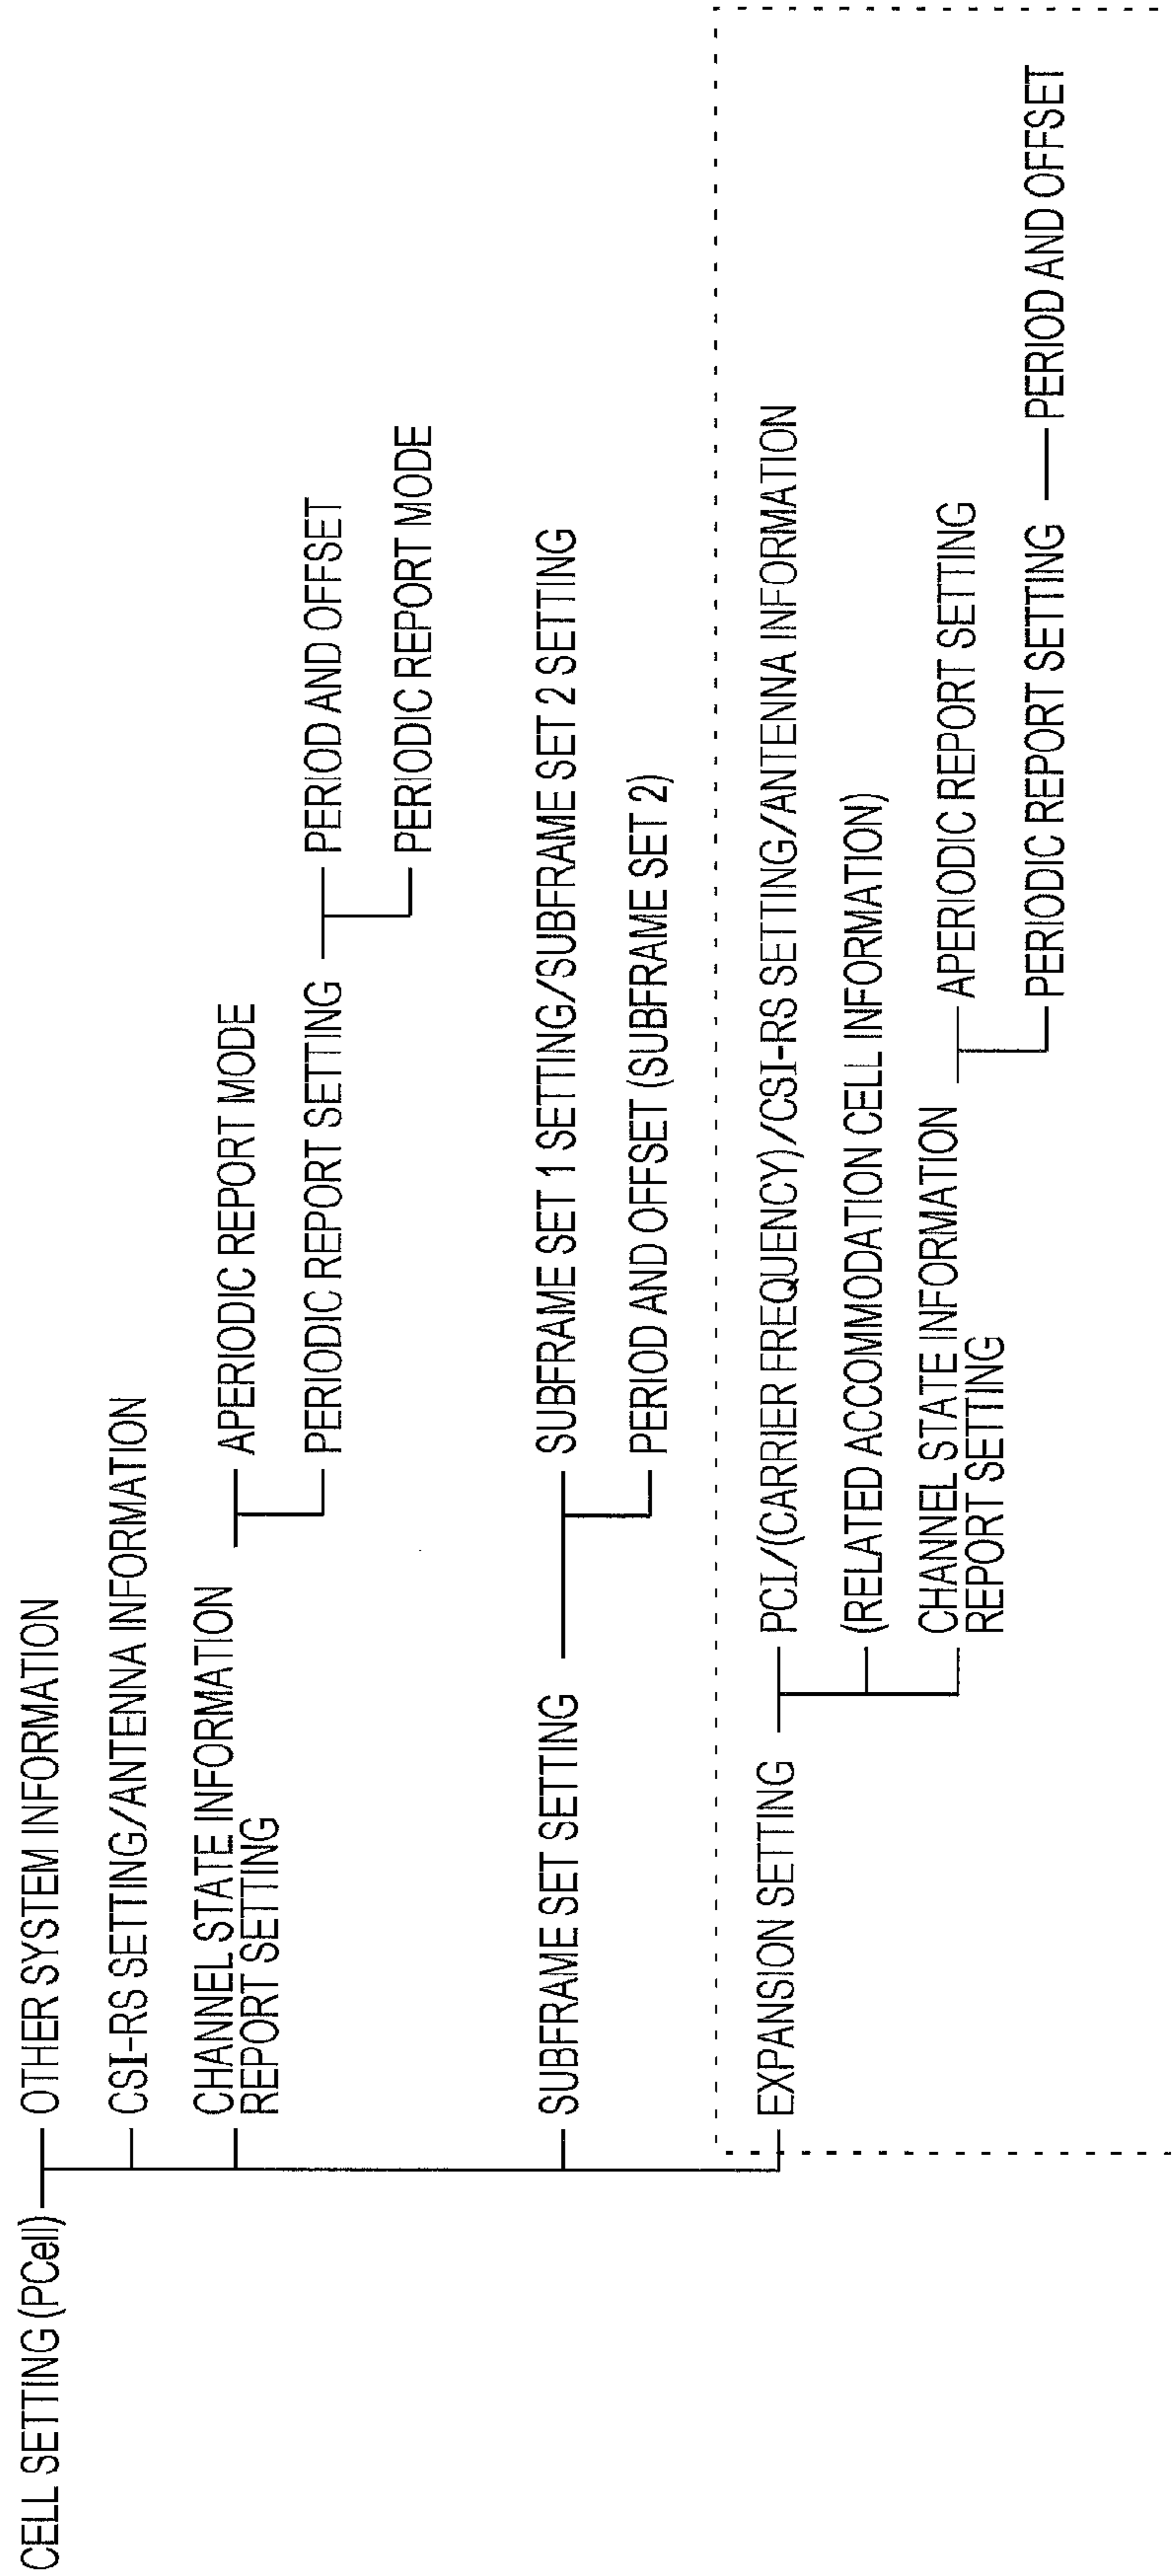 CELL SETTING (PCell)
OTHER SYSTEM INFORMATION
CSI-RS SETTING/ANTENNA INFORMATION
CHANNEL STATE INFORMATION
REPORT SETTING
APERIODIC REPORT MODE
PERIODIC REPORT SETTING
PERIOD AND OFFSET
PERIODIC REPORT MODE
SUBFRAME SET SETTING
SUBFRAME SET 1 SETTING/SUBFRAME SET 2 SETTING
PERIOD AND OFFSET (SUBFRAME SET 2)
EXPANSION SETTING
PCI/(CARRIER FREQUENCY)/CSI-RS SETTING/ANTENNA INFORMATION
(RELATED ACCOMMODATION CELL INFORMATION)
CHANNEL STATE INFORMATION
REPORT SETTING
APERIODIC REPORT SETTING
PERIODIC REPORT SETTING
PERIOD AND OFFSET